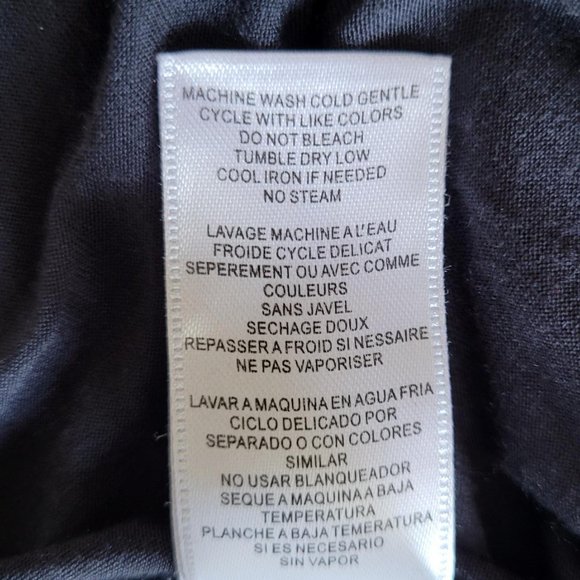 MACHINE WASH COLD GENTLE
CYCLE WITH LIKE COLORS
DO NOT BLEACH
TUMBLE DRY LOW
COOL IRON IF NEEDED
NO STEAM
LAVAGE MACHINE A L'EAU
FROIDE CYCLE DELICAT
SEPEREMENT OU AVEC COMME
COULEURS
SANS JAVEL
SECHAGE DOUX
REPASSER A FROID SI NESSAIRE
NE PAS VAPORISER
LAVAR A MAQUINA EN AGUA FRIA
CICLO DELICADO POR
SEPARADO O CON COLORES
SIMILAR
NO USAR BLANQUEADOR
SEQUE A MAQUINA A BAJA
TEMPERATURA
PLANCHE A BAJA TEMERATURA
SI ES NECESARIO
SIN VAPOR